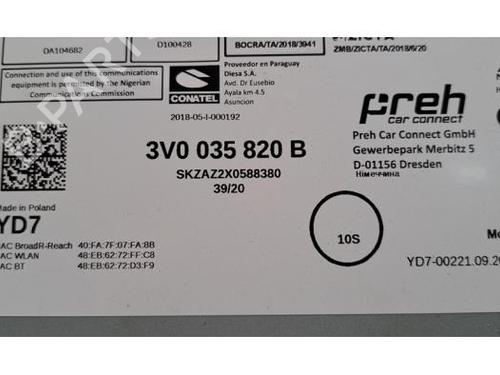 DA104682
D100428
BOCRA/TA/2018/3941
ZICTA
ZMB/ZICTA/TA/2018/6/20
Connection and use of this communications
equipment is permitted by the Nigerian
Communications Commission
CONATEL
Proveedor en Paraguay
Diesa S.A.
Avd. Dr Eusebio
Ayala km 4.5
Asunción
2018-05-I-000192
preh
car connect
Preh Car Connect GmbH
Gewerbepark Merbitz 5
D-01156 Dresden
Німеччина
3V0 035 820 B
SKZAZ2X0588380
39/20
Made in Poland
YD7
AC BroadR-Reach 40:FA:7F:07:FA:8B
AC WLAN 48:EB:62:72:FF:C8
AC BT 48:EB:62:72:D3:F9
10S
YD7-00221.09.20